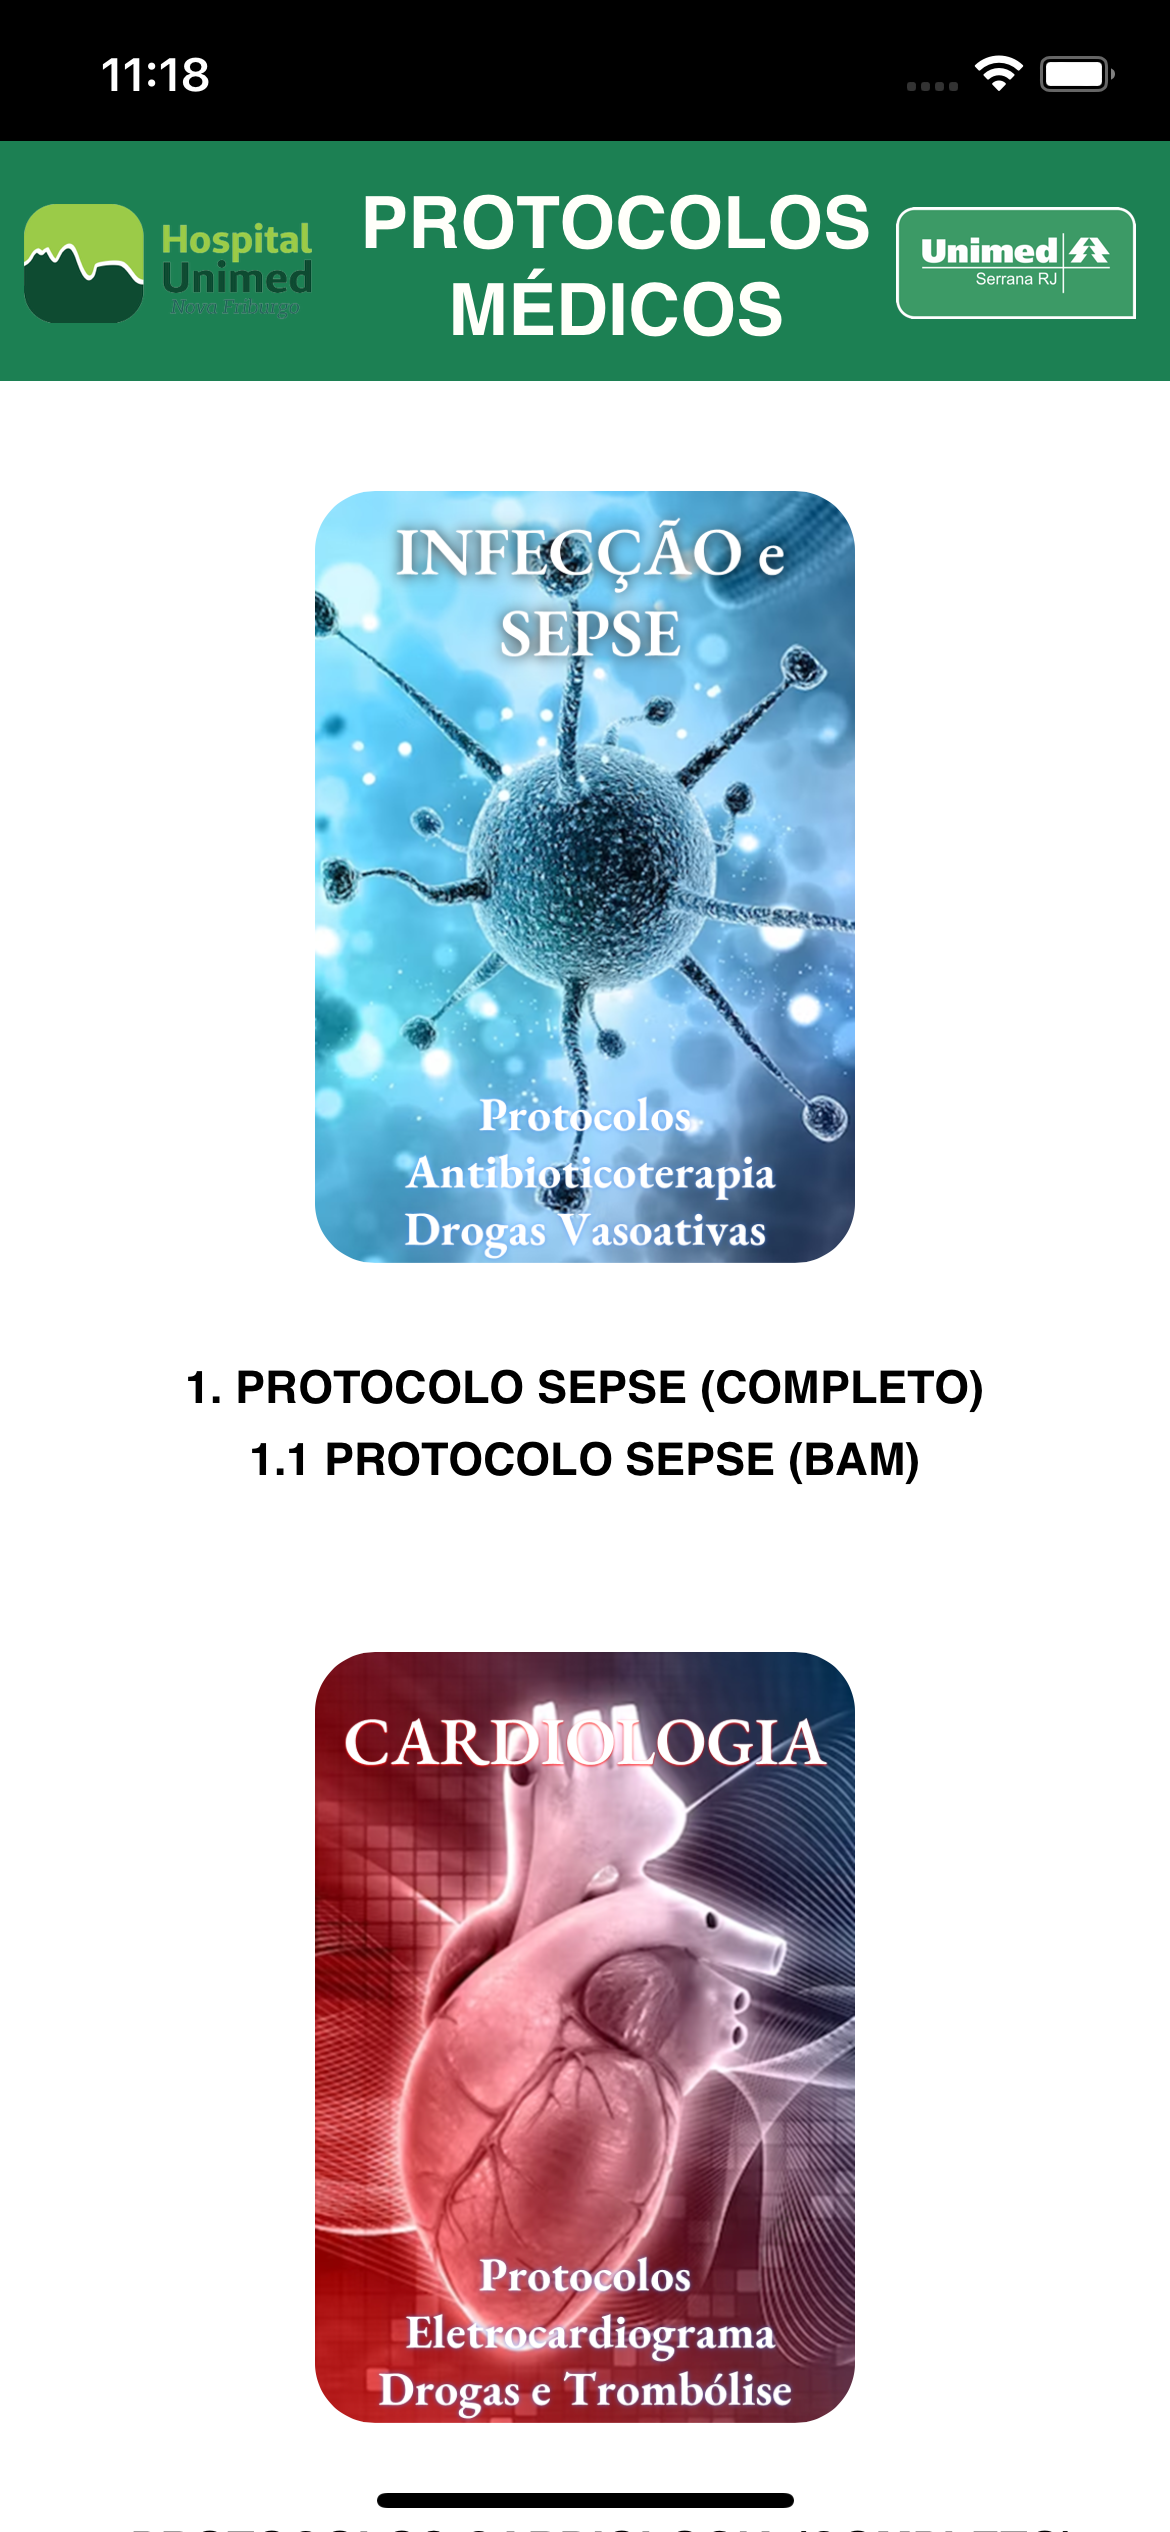 11:18
Hospital
Unimed
Nova Friburgo
PROTOCOLOS
MÉDICOS
Unimed
Serrana RJ
INFECÇÃO e
SEPSE
Protocolos
Antibioticoterapia
Drogas Vasoativas
1. PROTOCOLO SEPSE (COMPLETO)
1.1 PROTOCOLO SEPSE (BAM)
CARDIOLOGIA
Protocolos
Eletrocardiograma
Drogas e Trombólise